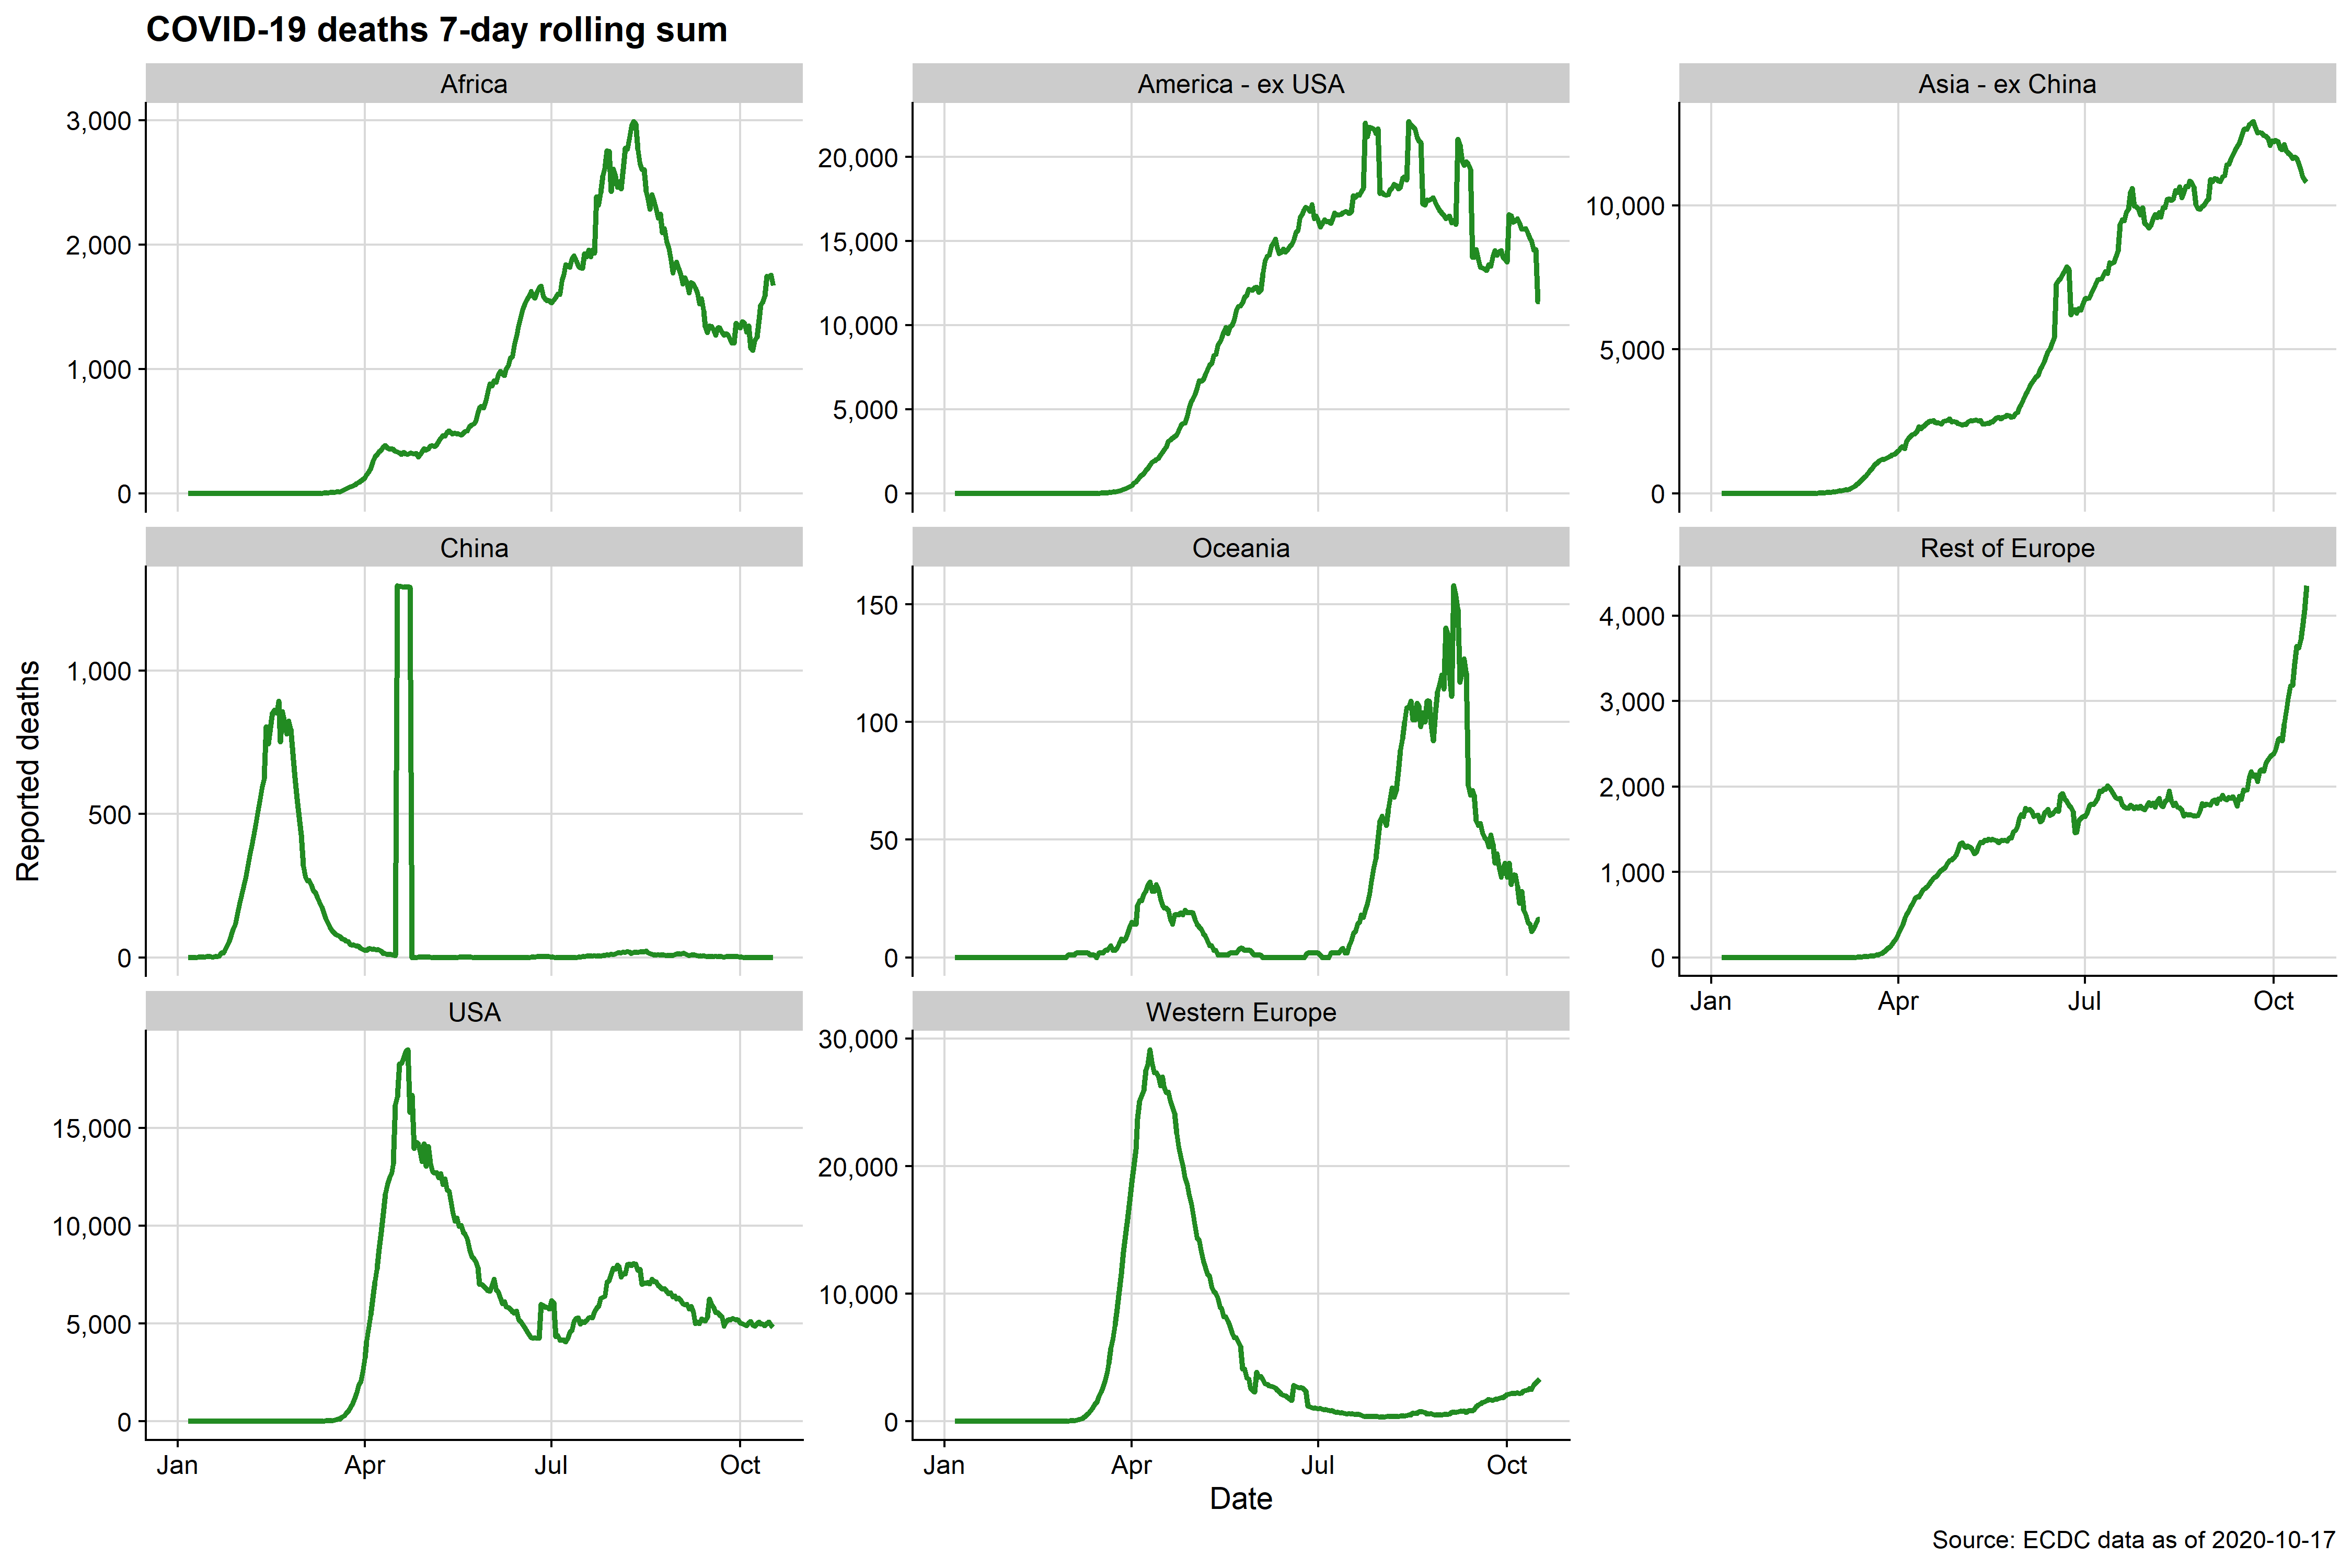 COVID-19 deaths 7-day rolling sum
Africa
America - ex USA
Asia - ex China
3,000
2,000
1,000
0
20,000
15,000
10,000
5,000
0
10,000
5,000
0
China
Oceania
Rest of Europe
Reported deaths
1,000
500
0
150
100
50
0
4,000
3,000
2,000
1,000
0
Jan Apr Jul Oct
USA
Western Europe
15,000
10,000
5,000
0
30,000
20,000
10,000
0
Jan Apr Jul Oct
Jan Apr Jul Oct
Date
Source: ECDC data as of 2020-10-17